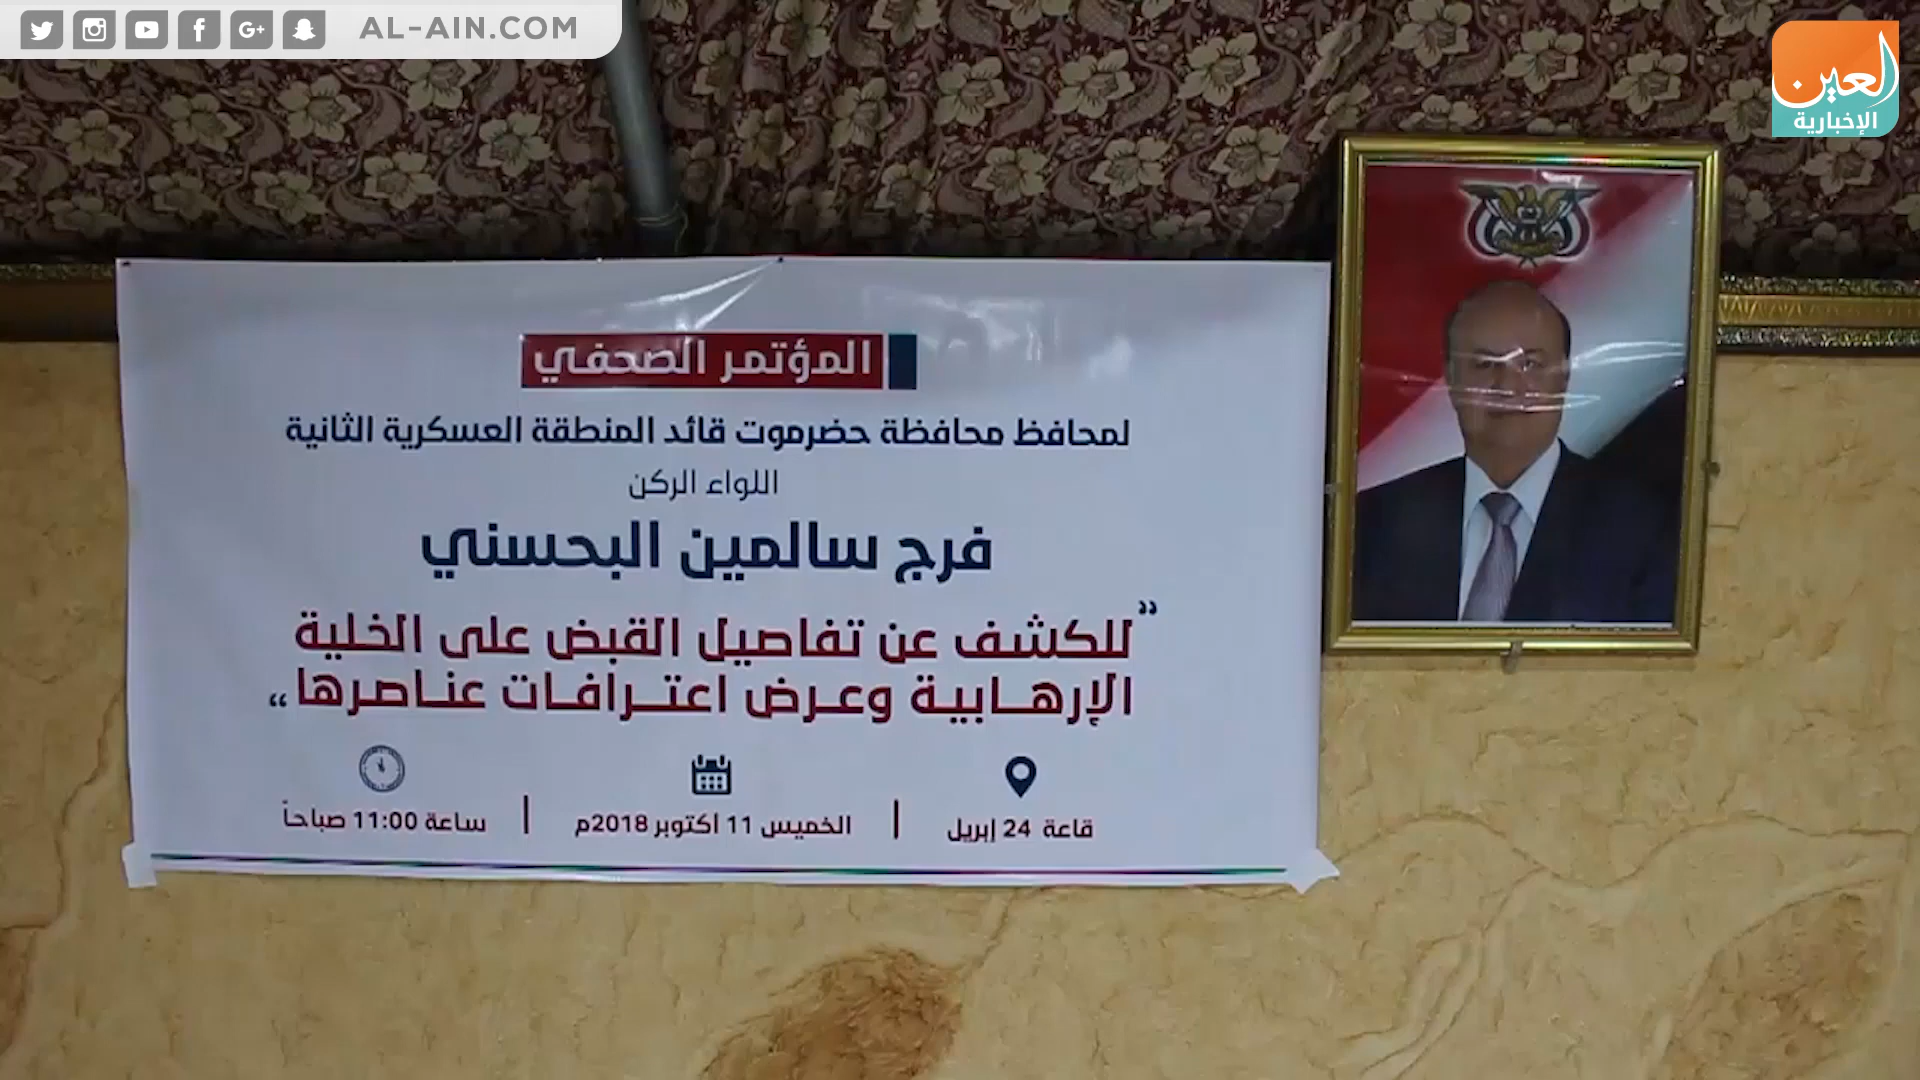 AL-AIN.COM
العين
الإخبارية
المؤتمر الصحفي
لمحافظ محافظة حضرموت قائد المنطقة العسكرية الثانية
اللواء الركن
فرج سالمين البحسني
”للكشف عن تفاصيل القبض على الخلية
الإرهـابية وعـرض اعتـرافـات عنـاصـرها“
قاعة 24 إبريل | الخميس 11 أكتوبر 2018م | ساعة 11:00 صباحاً